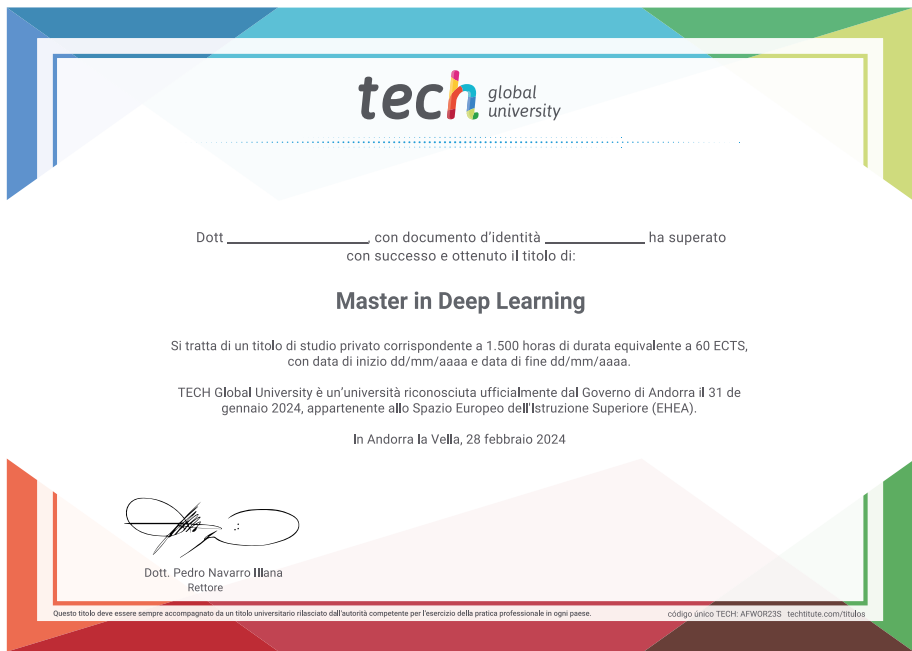 tech global university
Dott ________________, con documento d'identità ____________ ha superato
con successo e ottenuto il titolo di:
Master in Deep Learning
Si tratta di un titolo di studio privato corrispondente a 1.500 horas di durata equivalente a 60 ECTS,
con data di inizio dd/mm/aaaa e data di fine dd/mm/aaaa.
TECH Global University è un'università riconosciuta ufficialmente dal Governo di Andorra il 31 de
gennaio 2024, appartenente allo Spazio Europeo dell'Istruzione Superiore (EHEA).
In Andorra la Vella, 28 febbraio 2024
Dott. Pedro Navarro Illana
Rettore
Questo titolo deve essere sempre accompagnato da un titolo universitario rilasciato dall'autorità competente per l'esercizio della pratica professionale in ogni paese.
código único TECH: AFWOR23S techtitute.com/titulos